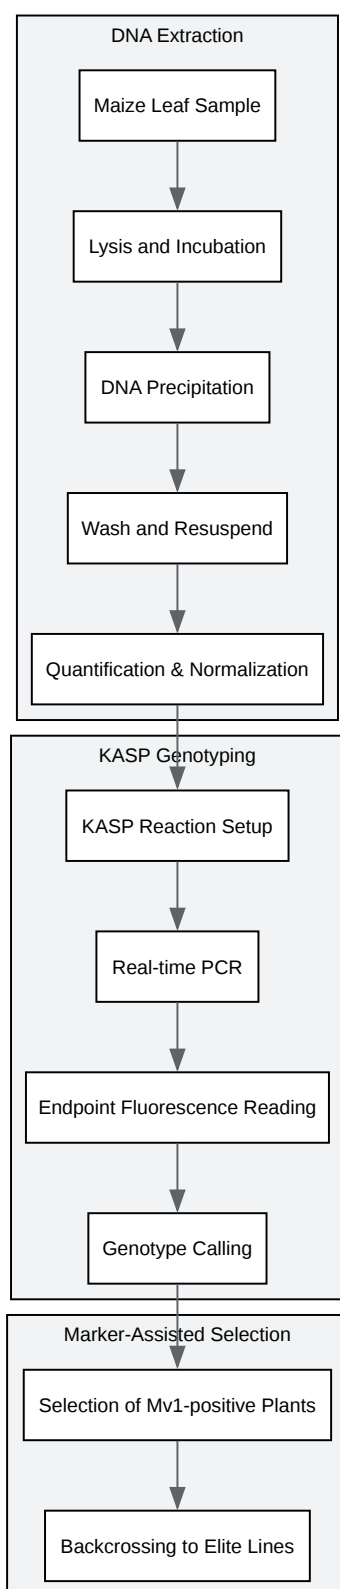 DNA Extraction
Maize Leaf Sample
Lysis and Incubation
DNA Precipitation
Wash and Resuspend
Quantification & Normalization
KASP Genotyping
KASP Reaction Setup
Real-time PCR
Endpoint Fluorescence Reading
Genotype Calling
Marker-Assisted Selection
Selection of Mv1-positive Plants
Backcrossing to Elite Lines